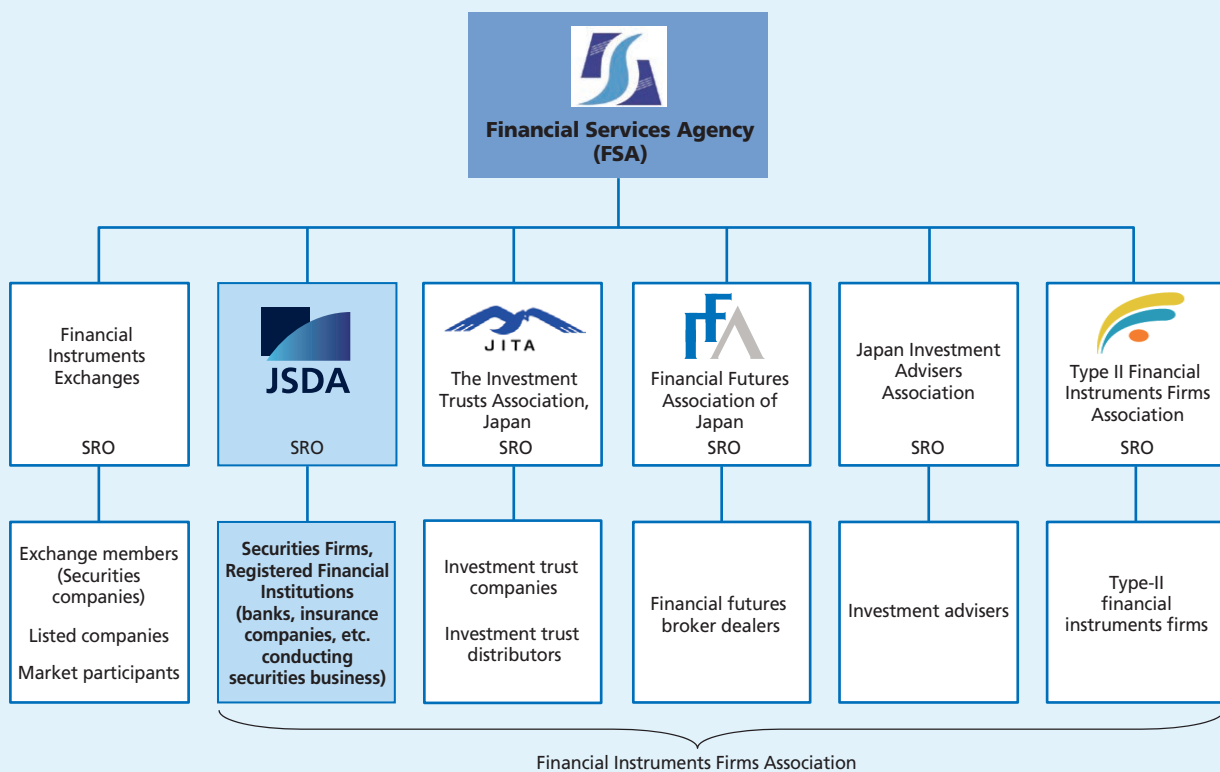 Financial Services Agency
(FSA)
Financial
Instruments
Exchanges
SRO
JSDA
SRO
JITA
The Investment
Trusts Association,
Japan
SRO
FFA
Financial Futures
Association of
Japan
SRO
Japan Investment
Advisers
Association
SRO
Type II Financial
Instruments Firms
Association
SRO
Exchange members
(Securities
companies)
Listed companies
Market participants
Securities Firms,
Registered Financial
Institutions
(banks, insurance
companies, etc.
conducting
securities business)
Investment trust
companies
Investment trust
distributors
Financial futures
broker dealers
Investment advisers
Type-II
financial
instruments firms
Financial Instruments Firms Association